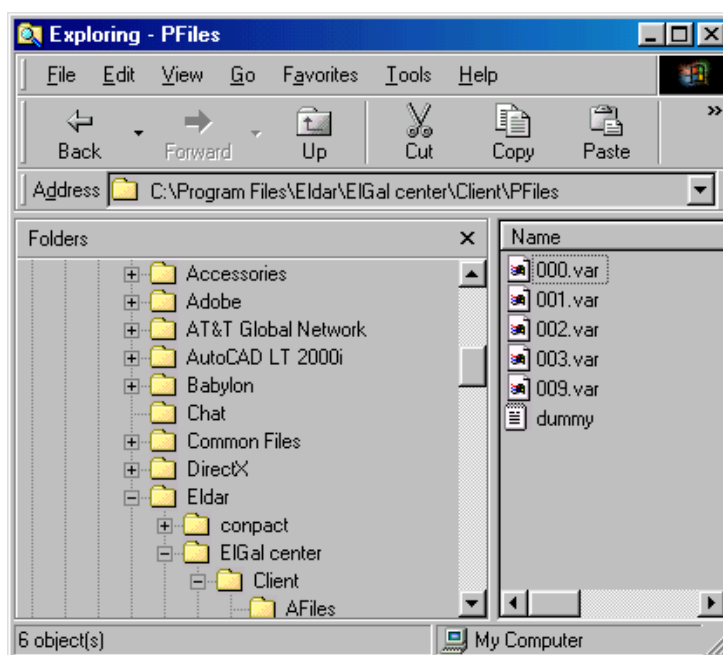 Exploring - PFiles
File Edit View Go Favorites Tools Help
Back Forward Up Cut Copy Paste »
Address C:\Program Files\Eldar\ElGal center\Client\PFiles
Folders
Accessories
Adobe
AT&T Global Network
AutoCAD LT 2000i
Babylon
Chat
Common Files
DirectX
Eldar
conpact
ElGal center
Client
AFiles
Name
000.var
001.var
002.var
003.var
009.var
dummy
6 object(s) My Computer